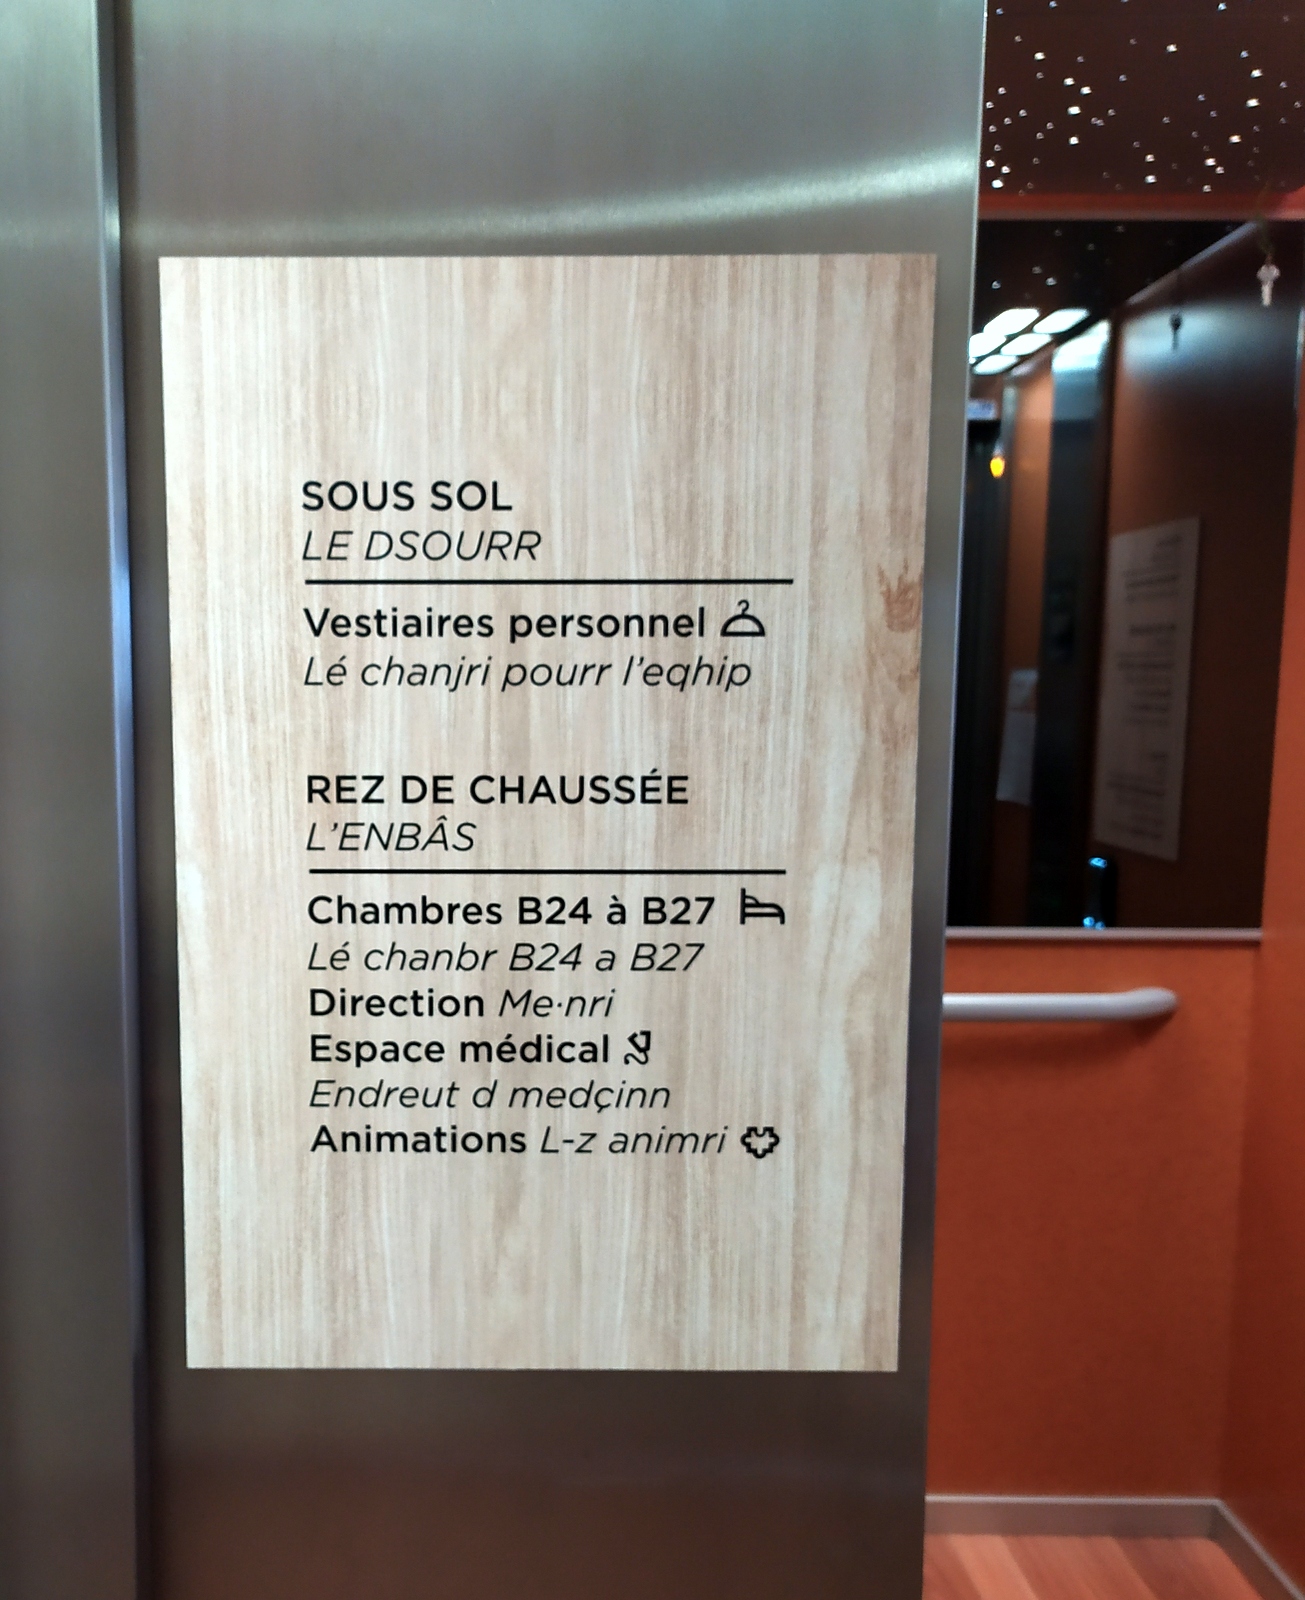 SOUS SOL
LE DSOURR
Vestiaires personnel
Lé chanjri pourr l'eqhip
REZ DE CHAUSSÉE
L'ENBÂS
Chambres B24 à B27
Lé chanbr B24 a B27
Direction Me·nri
Espace médical
Endreut d medçinn
Animations L-z animri